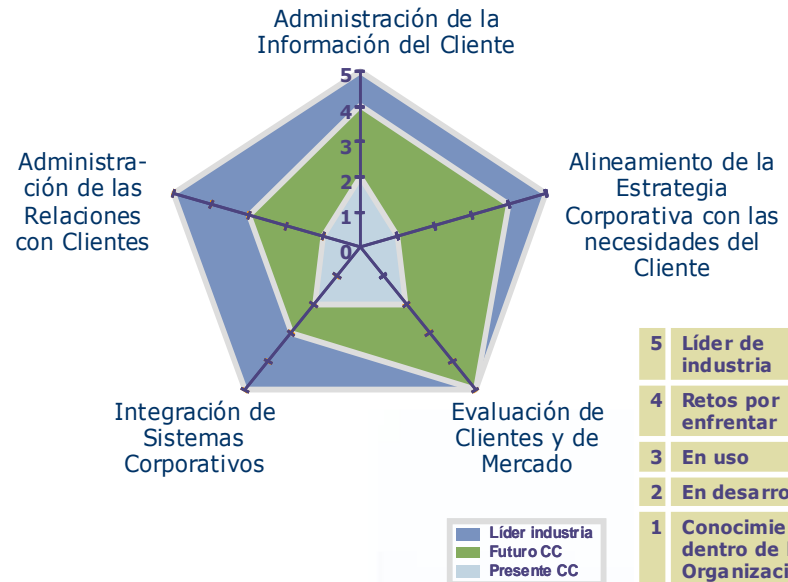 Administración de la
Información del Cliente
5
4
3
2
1
0
Administra-
ción de las
Relaciones
con Clientes
Alineamiento de la
Estrategia
Corporativa con las
necesidades del
Cliente
Integración de
Sistemas
Corporativos
Evaluación de
Clientes y de
Mercado
5 Líder de
industria
4 Retos por
enfrentar
3 En uso
2 En
1
dentro de
Líder industria
Futuro CC
Presente CC